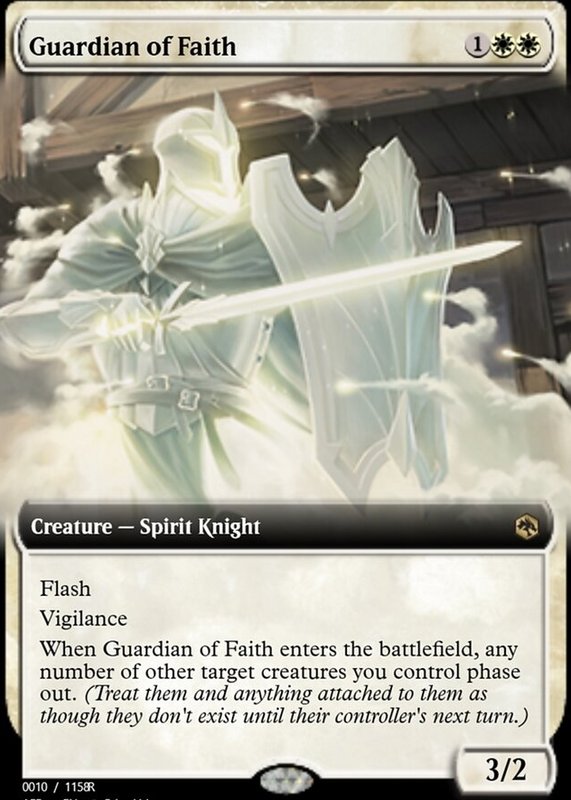 Guardian of Faith
1
Creature — Spirit Knight
Flash
Vigilance
When Guardian of Faith enters the battlefield, any
number of other target creatures you control phase
out. (Treat them and anything attached to them as
though they don't exist until their controller's next turn.)
3/2
0010 / 1158R